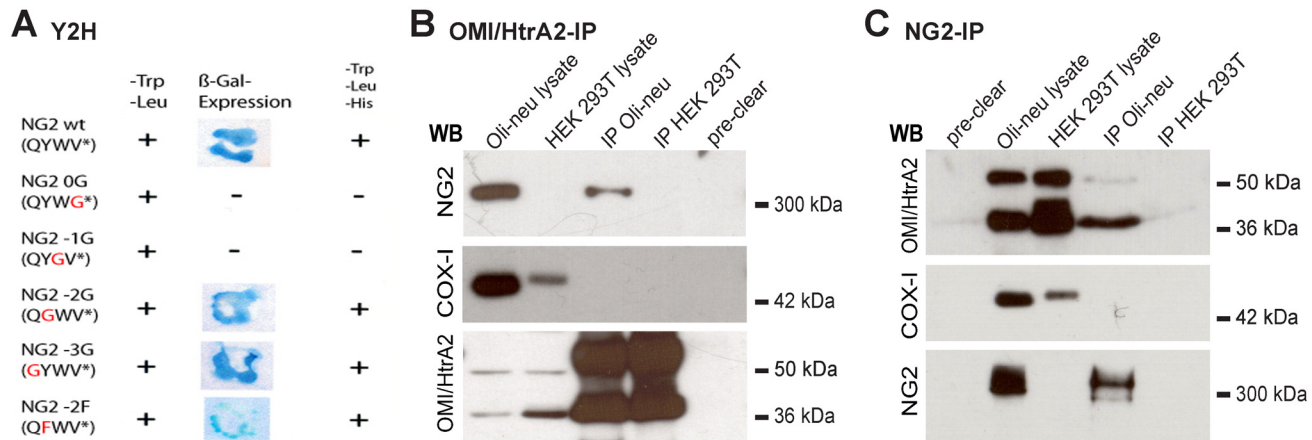 A Y2H
-Trp
-Leu
ß-Gal-
Expression
-Trp
-Leu
-His
NG2 wt
(QYWV*)
+ +
NG2 0G
(QYWG*)
+ - -
NG2 -1G
(QYGV*)
+ - -
NG2 -2G
(QGWV*)
+ +
NG2 -3G
(GYWV*)
+ +
NG2 -2F
(QFWV*)
+ +
B OMI/HtrA2-IP
WB
Oli-neu lysate
HEK 293T lysate
IP Oli-neu
IP HEK 293T
pre-clear
NG2
300 kDa
COX-I
42 kDa
OMI/HtrA2
50 kDa
36 kDa
C NG2-IP
WB
pre-clear
Oli-neu lysate
HEK 293T lysate
IP Oli-neu
IP HEK 293T
OMI/HtrA2
50 kDa
36 kDa
COX-I
42 kDa
NG2
300 kDa